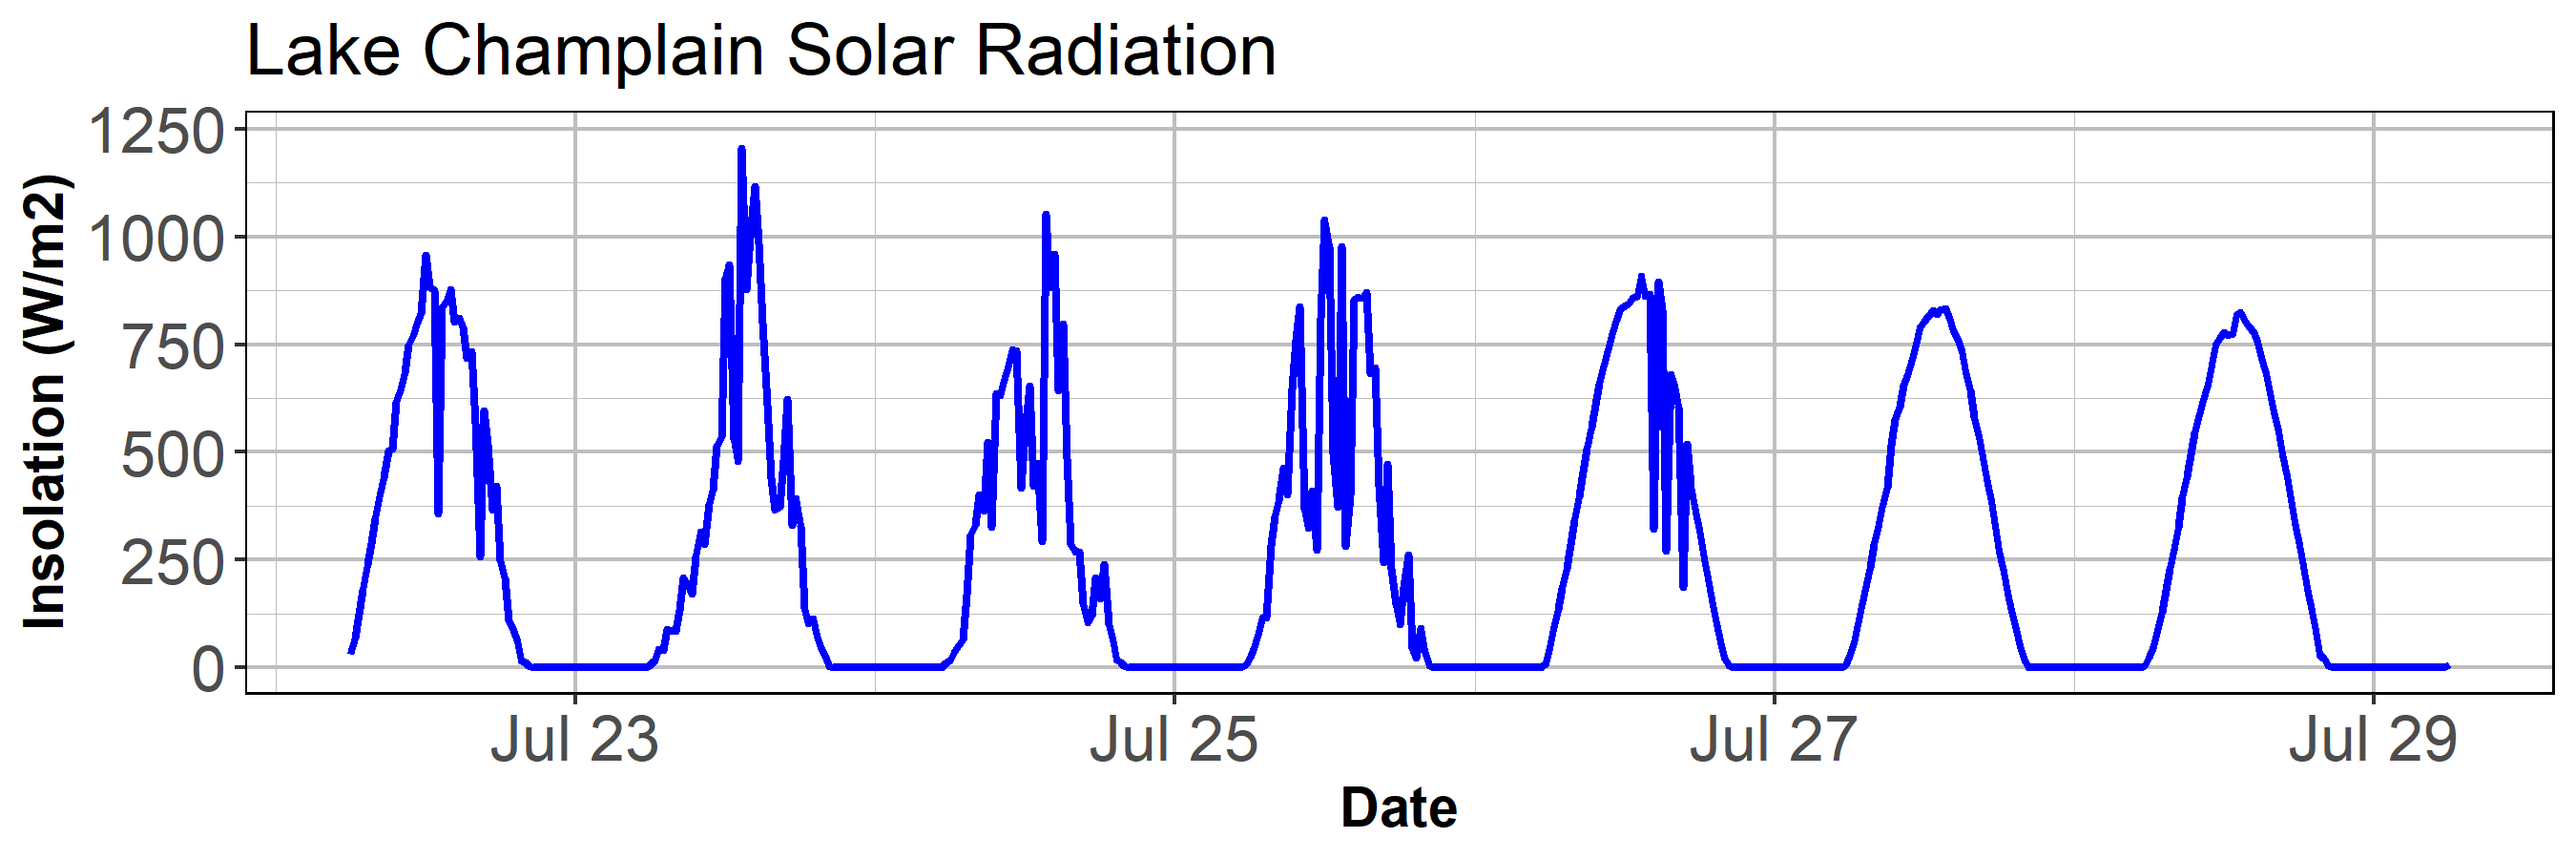 Lake Champlain Solar Radiation
Insolation (W/m2)
1250
1000
750
500
250
0
Jul 23
Jul 25
Jul 27
Jul 29
Date